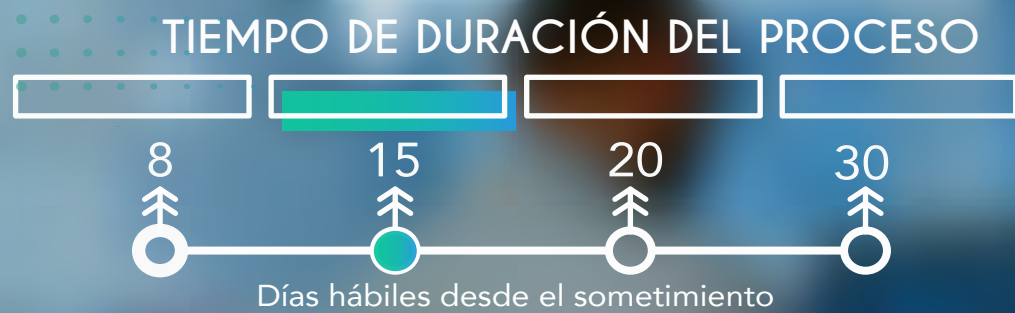 TIEMPO DE DURACIÓN DEL PROCESO
8 15 20 30
Días hábiles desde el sometimiento